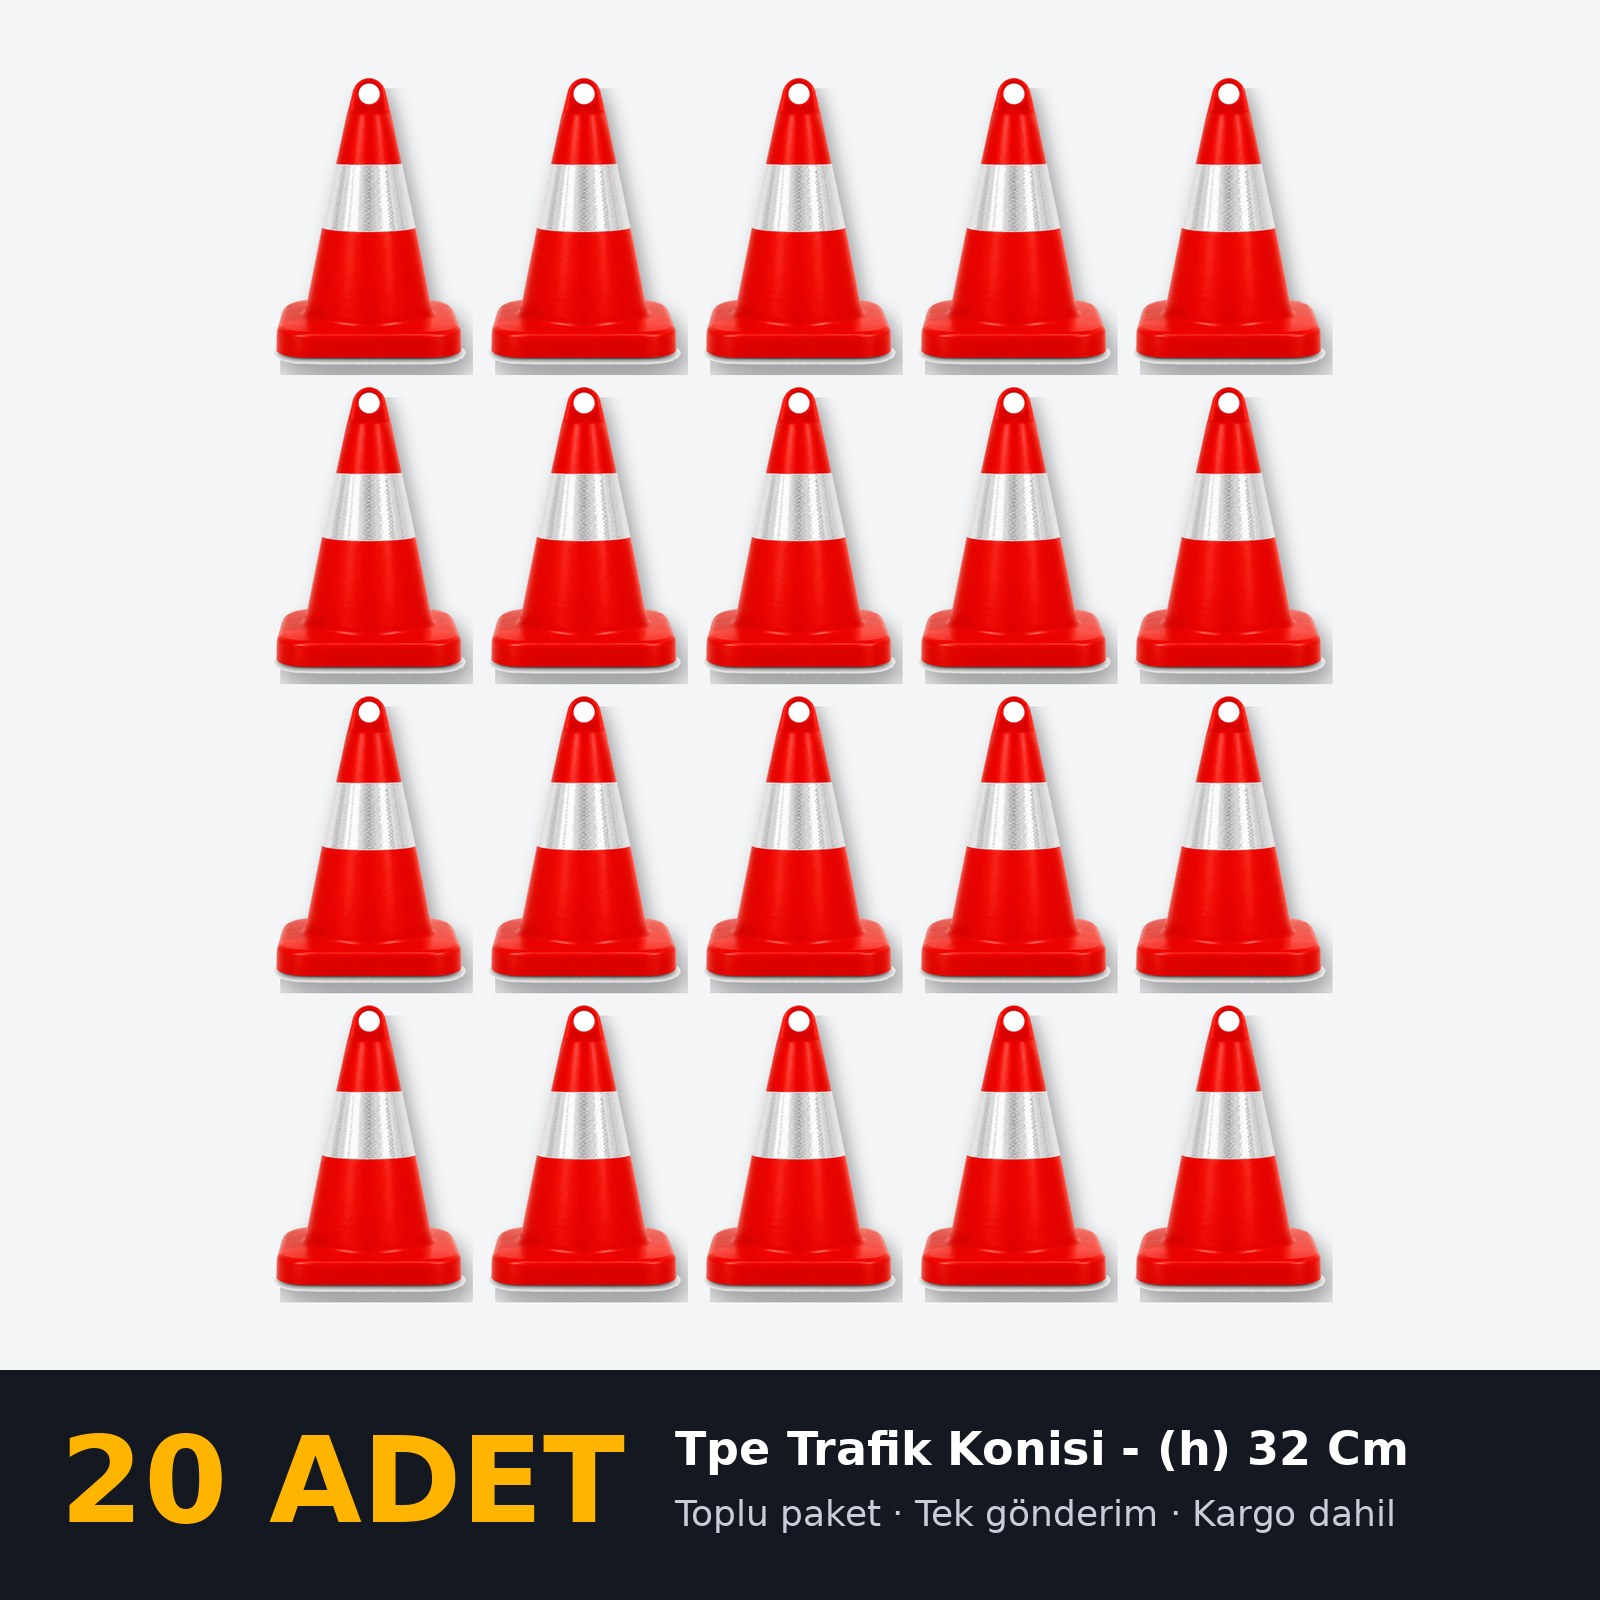 20 ADET
Tpe Trafik Konisi - (h) 32 Cm
Toplu paket · Tek gönderim · Kargo dahil